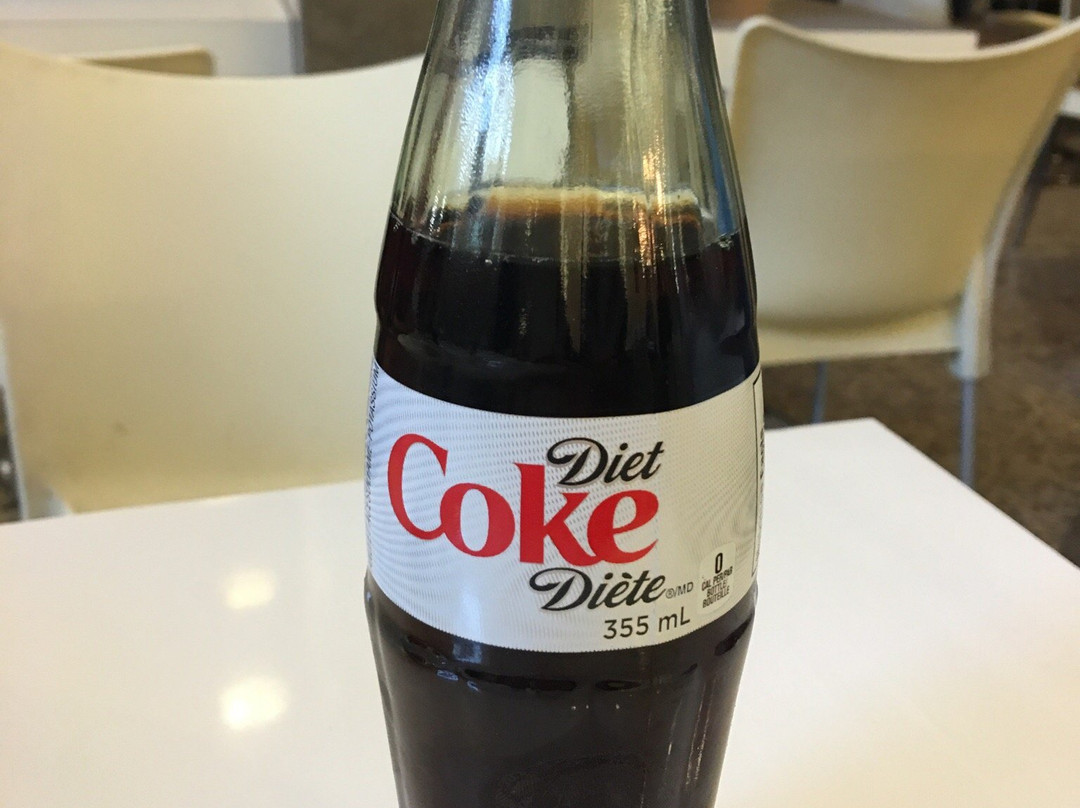 Diet
Coke
Diète ®/MD
355 mL
0
CAL PER/PAR
BOTTLE/
BOUTEILLE